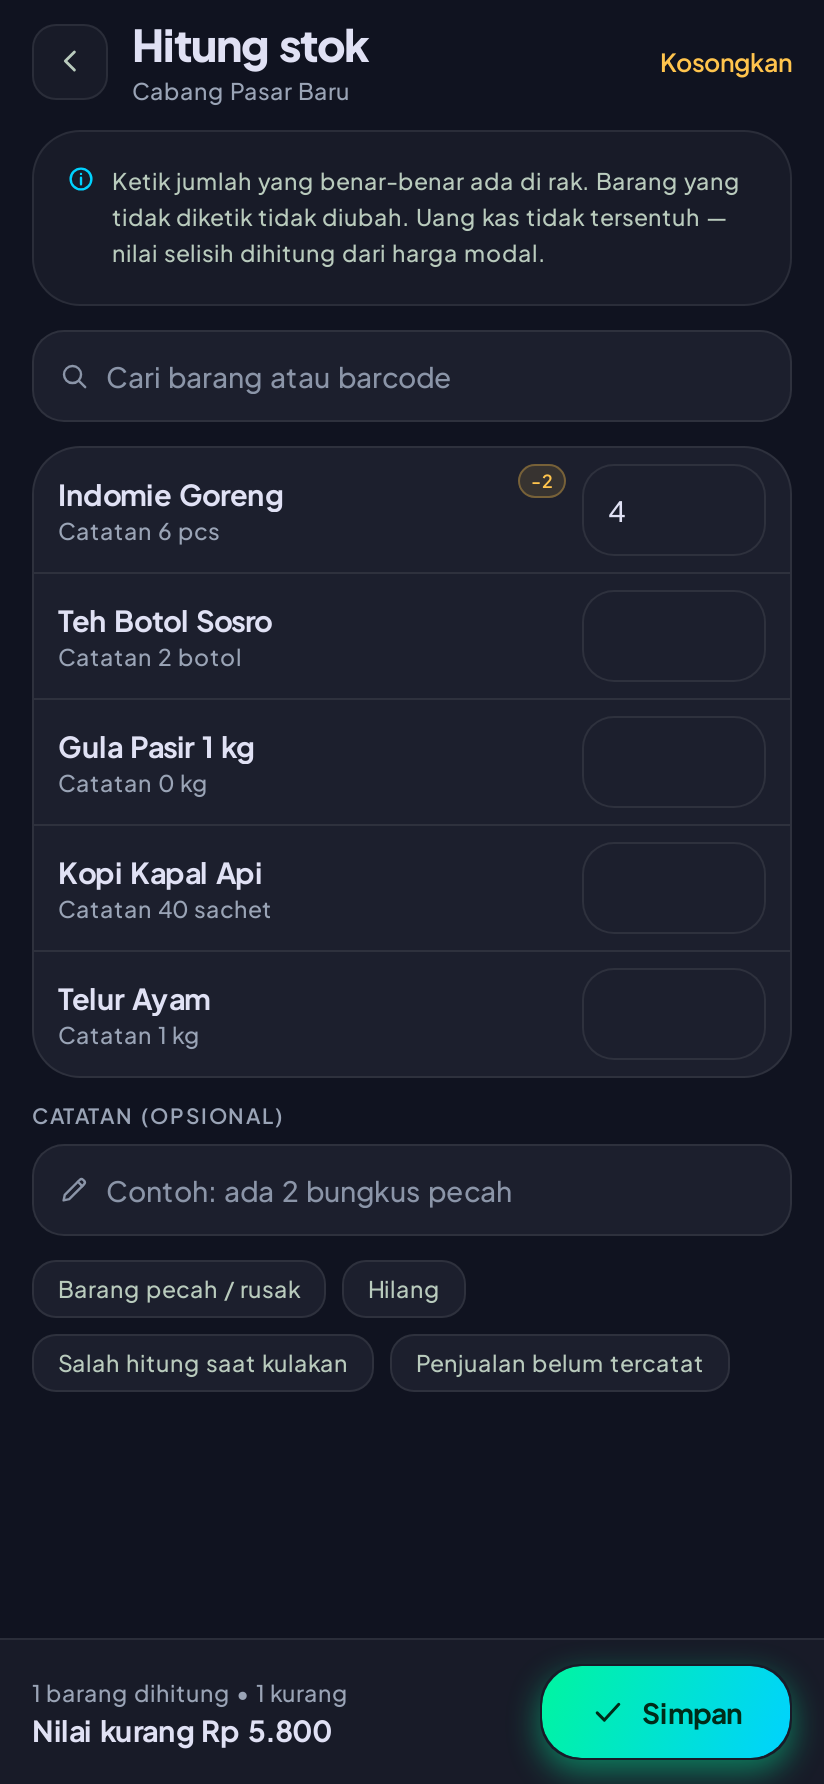 Hitung stok
Cabang Pasar Baru
Kosongkan
Ketik jumlah yang benar-benar ada di rak. Barang yang
tidak diketik tidak diubah. Uang kas tidak tersentuh —
nilai selisih dihitung dari harga modal.
Cari barang atau barcode
Indomie Goreng
Catatan 6 pcs
-2
4
Teh Botol Sosro
Catatan 2 botol
Gula Pasir 1 kg
Catatan 0 kg
Kopi Kapal Api
Catatan 40 sachet
Telur Ayam
Catatan 1 kg
CATATAN (OPSIONAL)
Contoh: ada 2 bungkus pecah
Barang pecah / rusak
Hilang
Salah hitung saat kulakan
Penjualan belum tercatat
1 barang dihitung • 1 kurang
Nilai kurang Rp 5.800
Simpan